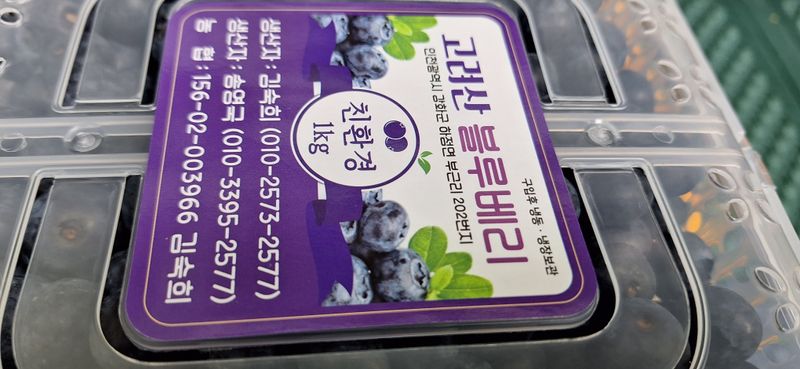 고려산 블루베리
인천광역시 강화군 하점면 부근리 202번지
구입후 냉동 · 냉장보관
친환경
1kg
생산자 : 김숙희 (010-2573-2577)
생산자 : 송영국 (010-3395-2577)
농 협 : 156-02-003966 김숙희